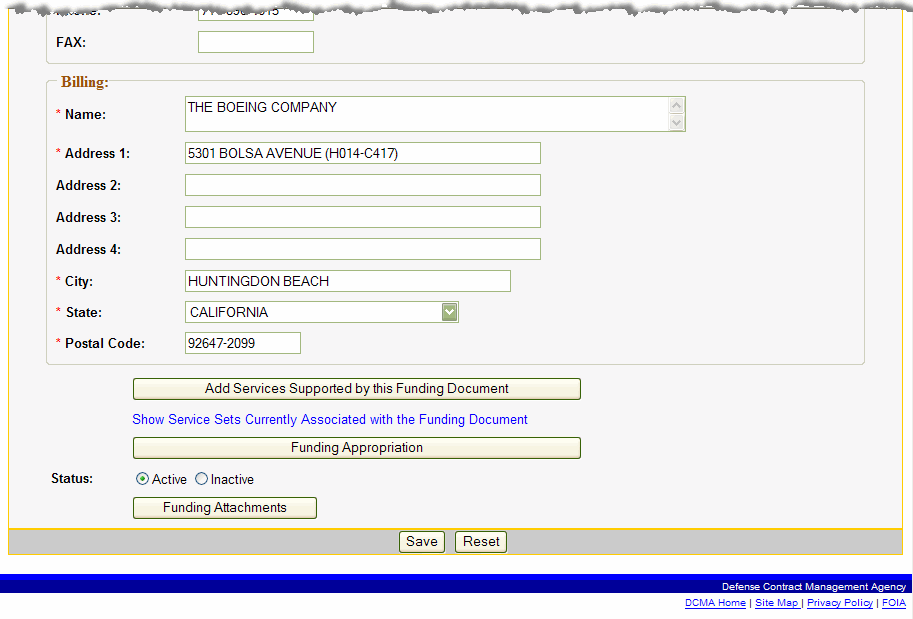 FAX:
Billing:
* Name: THE BOEING COMPANY
* Address 1: 5301 BOLSA AVENUE (H014-C417)
Address 2:
Address 3:
Address 4:
* City: HUNTINGDON BEACH
* State: CALIFORNIA
* Postal Code: 92647-2099
Add Services Supported by this Funding Document
Show Service Sets Currently Associated with the Funding Document
Funding Appropriation
Status: Active Inactive
Funding Attachments
Save Reset
Defense Contract Management Agency
DCMA Home | Site Map | Privacy Policy | FOIA